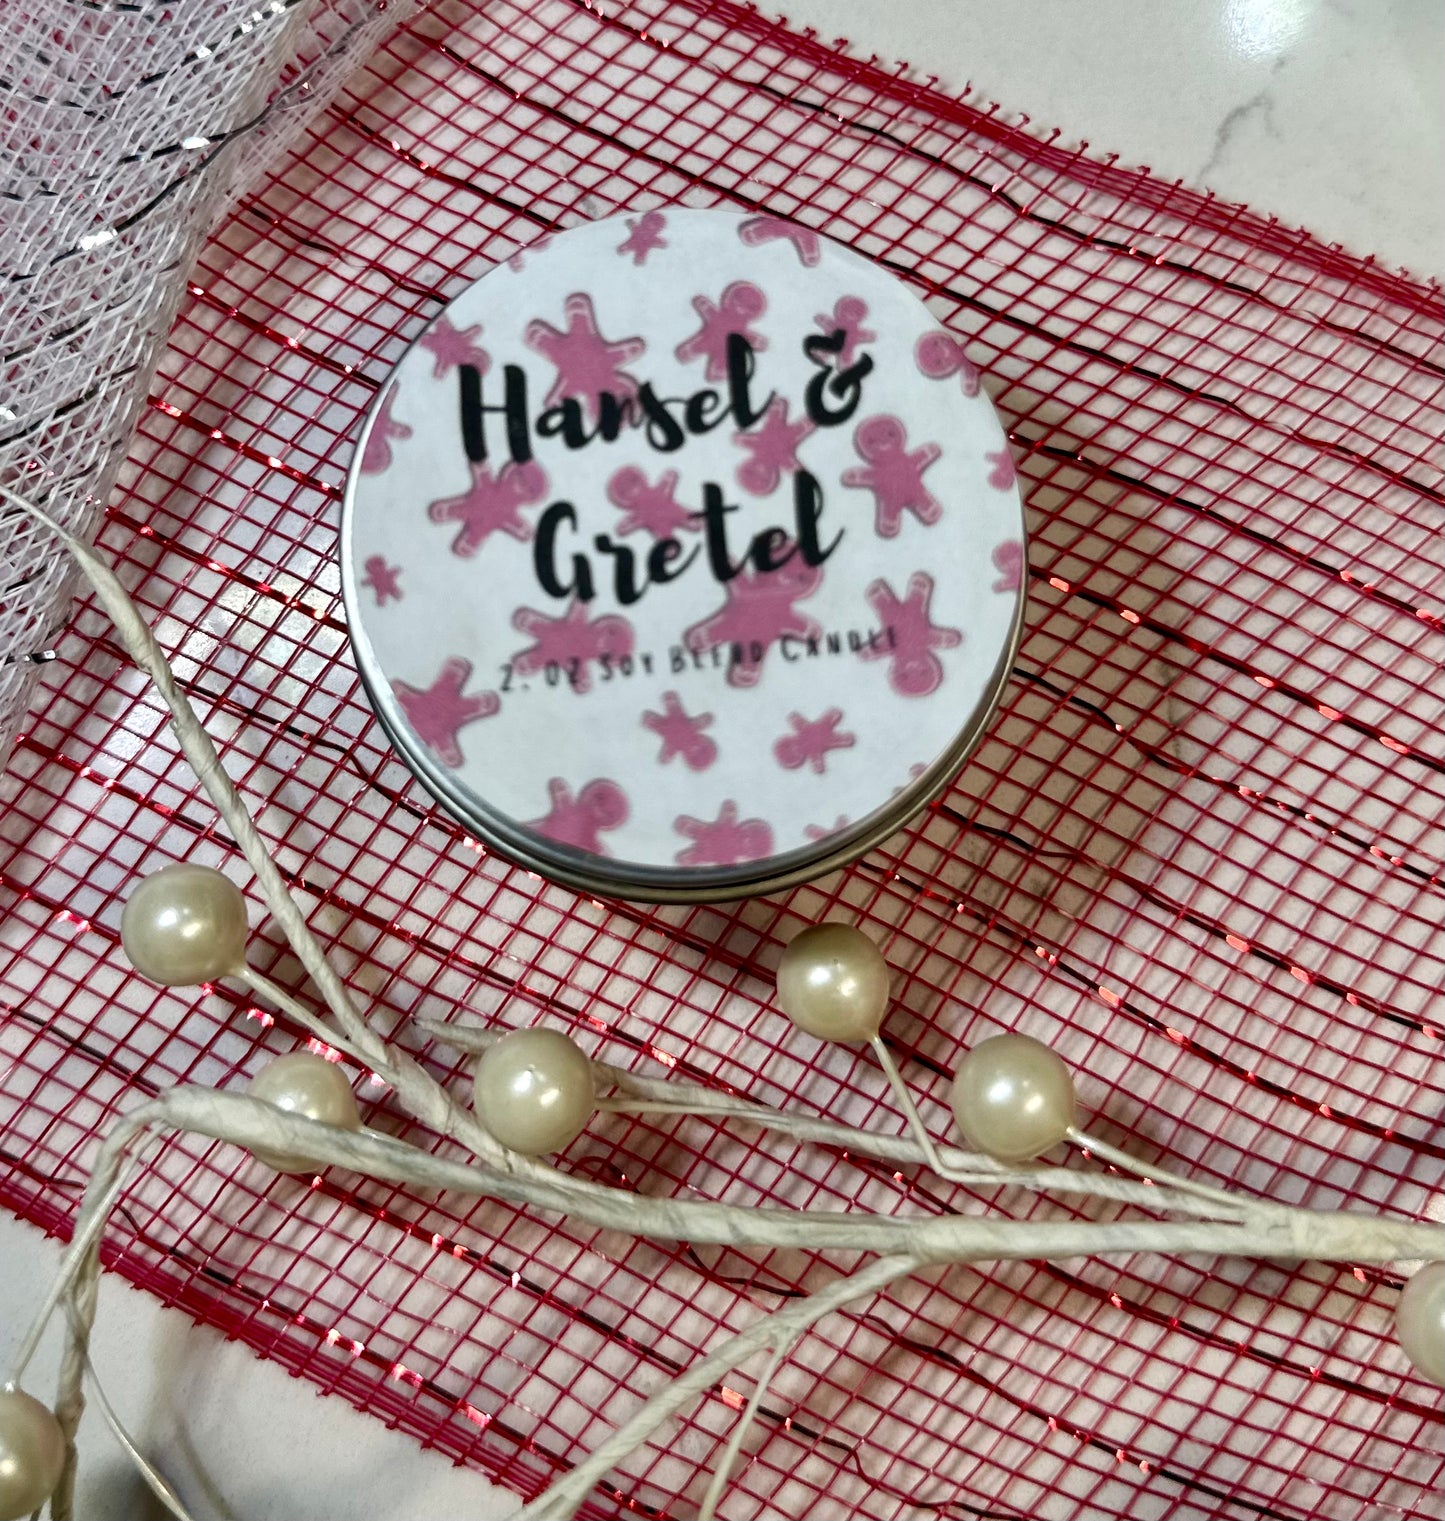 Hansel &
Gretel
2. oz Soy Blend Candle